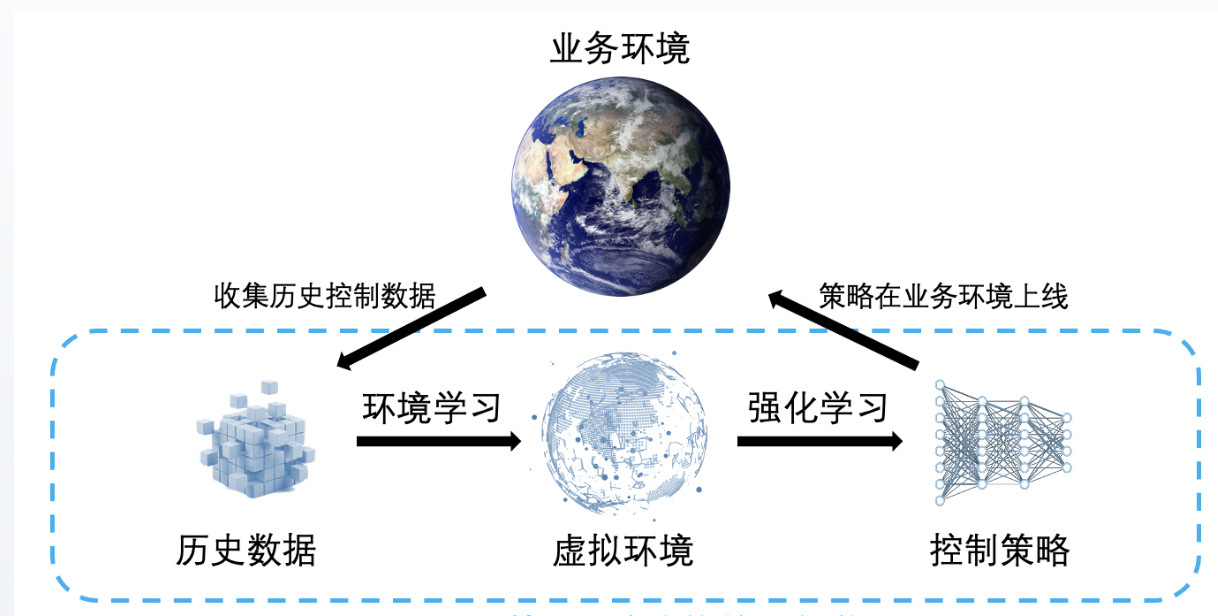 业务环境
收集历史控制数据
策略在业务环境上线
环境学习
强化学习
历史数据
虚拟环境
控制策略